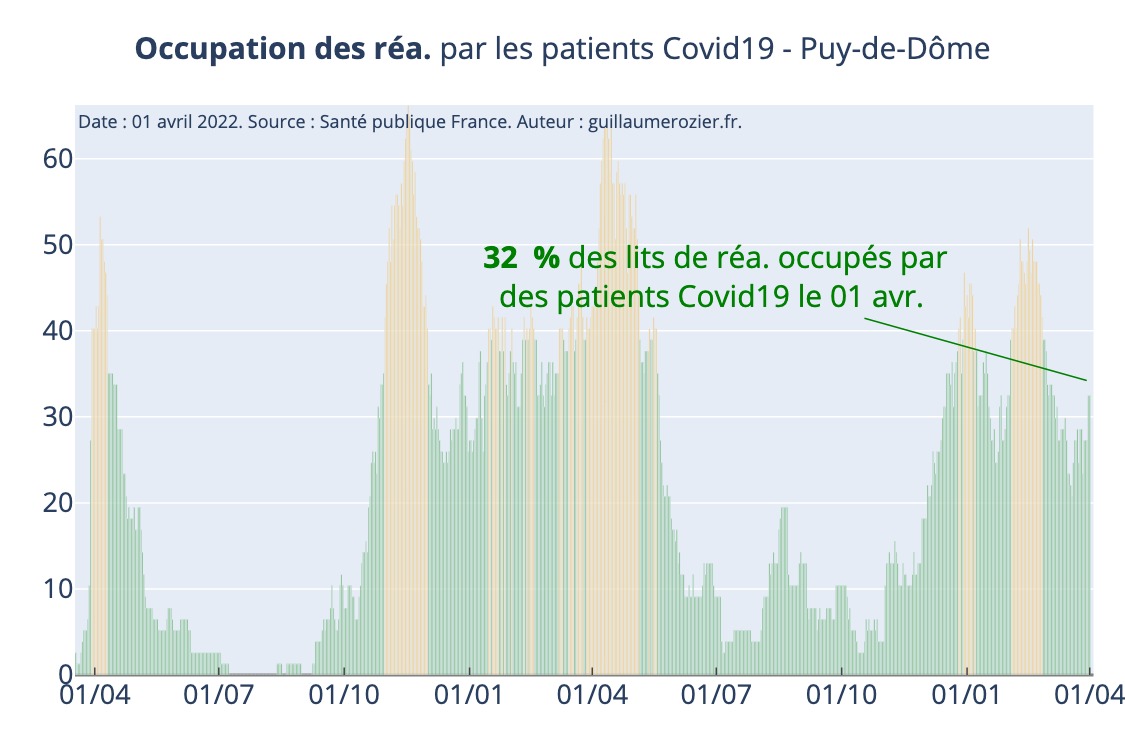 Occupation des réa. par les patients Covid19 - Puy-de-Dôme
Date : 01 avril 2022. Source : Santé publique France. Auteur : guillaumerozier.fr.
60
50
40
30
20
10
0
32 % des lits de réa. occupés par
des patients Covid19 le 01 avr.
01/04 01/07 01/10 01/01 01/04 01/07 01/10 01/01 01/04